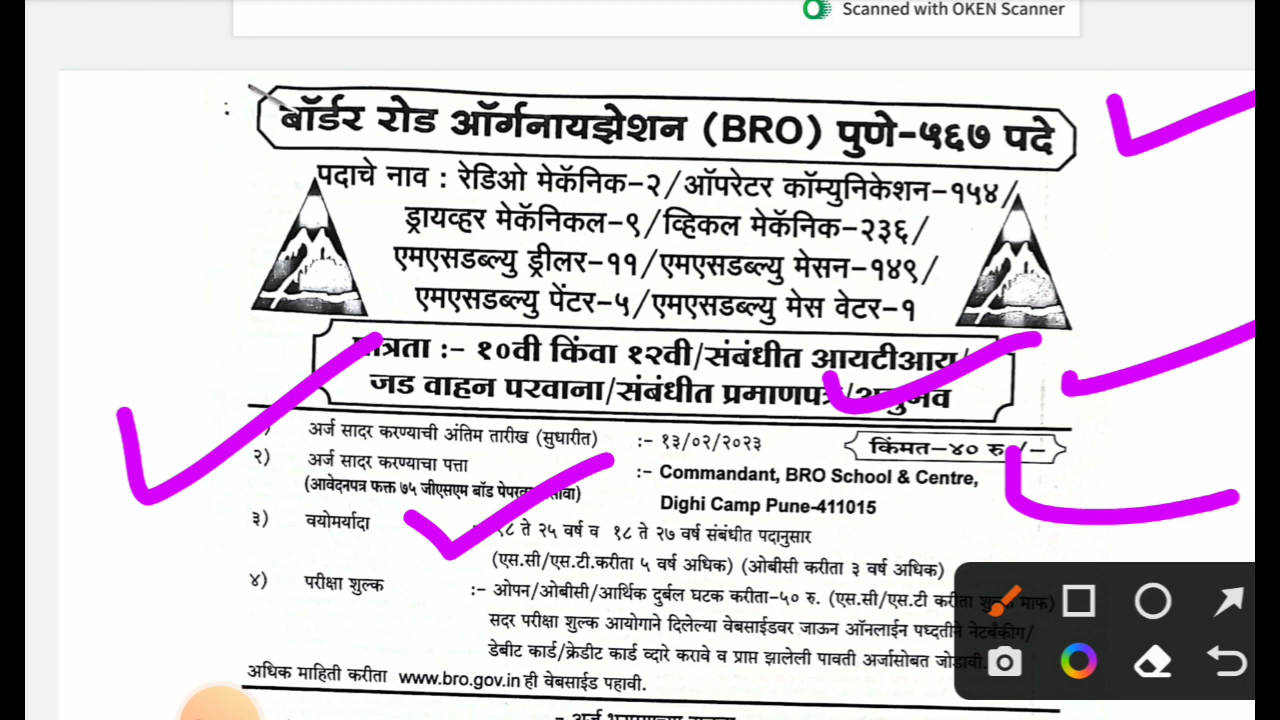 Scanned with OKEN Scanner
बॉर्डर रोड ऑर्गनायझेशन (BRO) पुणे-५६७ पदे
पदाचे नाव : रेडिओ मेकॅनिक-२/ऑपरेटर कॉम्युनिकेशन-१५४/
ड्रायव्हर मेकॅनिकल-९/व्हिकल मेकॅनिक-२३६/
एमएसडब्ल्यु ड्रीलर-११/एमएसडब्ल्यु मेसन-१४९/
एमएसडब्ल्यु पेंटर-५/एमएसडब्ल्यु मेस वेटर-१
:- १०वी किंवा १२वी/संबंधीत आयटीआय/
जड वाहन परवाना/संबंधीत प्रमाणपत्र/अनुभव
अर्ज सादर करण्याची अंतिम तारीख (सुधारीत) :- १३/०२/२०२३
किंमत-४० रु./-
२) अर्ज सादर करण्याचा पत्ता :- Commandant, BRO School & Centre,
(आवेदनपत्र फक्त ७५ जीएसएम बाँड Dighi Camp Pune-411015
३) वयोमर्यादा १८ ते २५ वर्ष व १८ ते २७ वर्ष संबंधीत पदानुसार
(एस.सी/एस.टी.करीता ५ वर्ष अधिक) (ओबीसी करीता ३ वर्ष अधिक)
४) परीक्षा शुल्क :- ओपन/ओबीसी/आर्थिक दुर्बल घटक करीता-५० रु. (एस.सी/एस.टी करीता शुल्क माफ)
सदर परीक्षा शुल्क आयोगाने दिलेल्या वेबसाईडवर जाऊन ऑनलाईन पध्दतीने नेटबँकीग/
डेबीट कार्ड/क्रेडीट कार्ड व्दारे करावे व प्राप्त झालेली पावती अर्जासोबत जोडावी.
अधिक माहिती करीता www.bro.gov.in ही वेबसाईड पहावी.